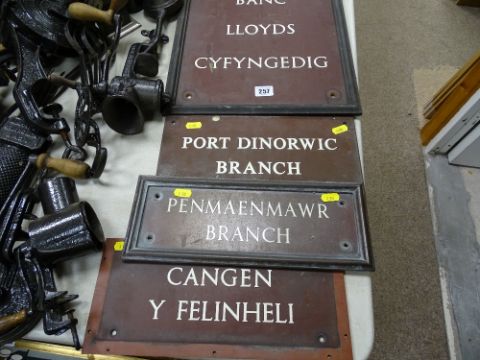 BANC
LLOYDS
CYFYNGEDIG
257
PORT DINORWIC
BRANCH
PENMAENMAWR
BRANCH
CANGEN
Y FELINHELI